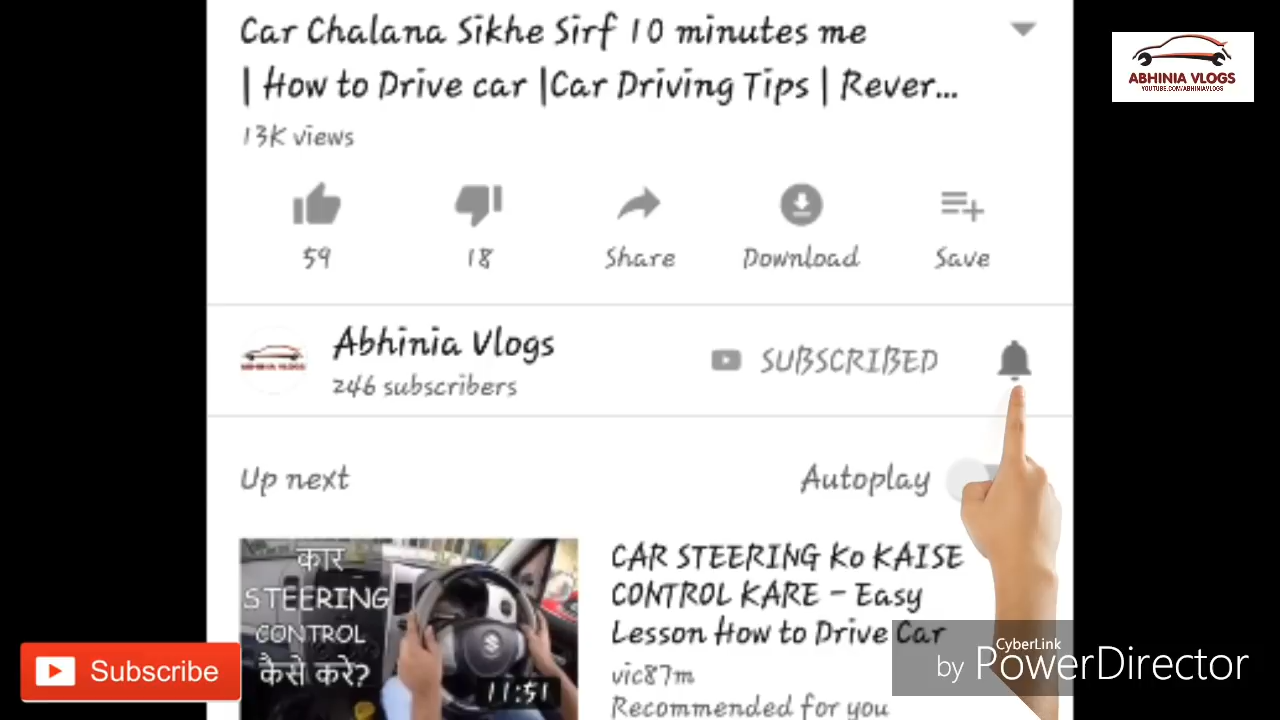 Car Chalana Sikhe Sirf 10 minutes me
| How to Drive car |Car Driving Tips | Rever...
13K views
59
18
Share
Download
Save
ABHINIA VLOGS
YOUTUBE.COM/ABHINIAVLOGS
ABHINIA VLOGS
Abhinia Vlogs
246 subscribers
SUBSCRIBED
Up next
Autoplay
कार
STEERING
CONTROL
कैसे करें?
11:51
CAR STEERING Ko KAISE
CONTROL KARE - Easy
Lesson How to Drive Car
vic87m
Recommended for you
Subscribe
CyberLink
by PowerDirector